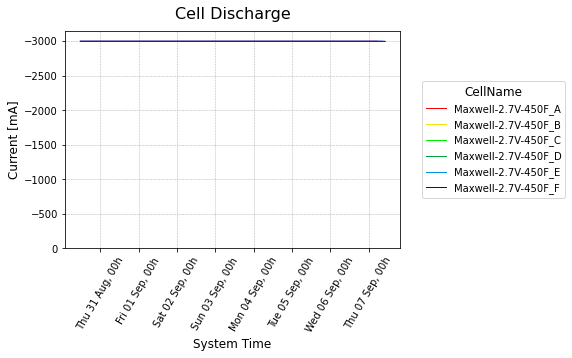 Cell Discharge
Current [mA]
−3000
−2500
−2000
−1500
−1000
−500
0
Thu 31 Aug, 00h
Fri 01 Sep, 00h
Sat 02 Sep, 00h
Sun 03 Sep, 00h
Mon 04 Sep, 00h
Tue 05 Sep, 00h
Wed 06 Sep, 00h
Thu 07 Sep, 00h
System Time
CellName
Maxwell-2.7V-450F_A
Maxwell-2.7V-450F_B
Maxwell-2.7V-450F_C
Maxwell-2.7V-450F_D
Maxwell-2.7V-450F_E
Maxwell-2.7V-450F_F